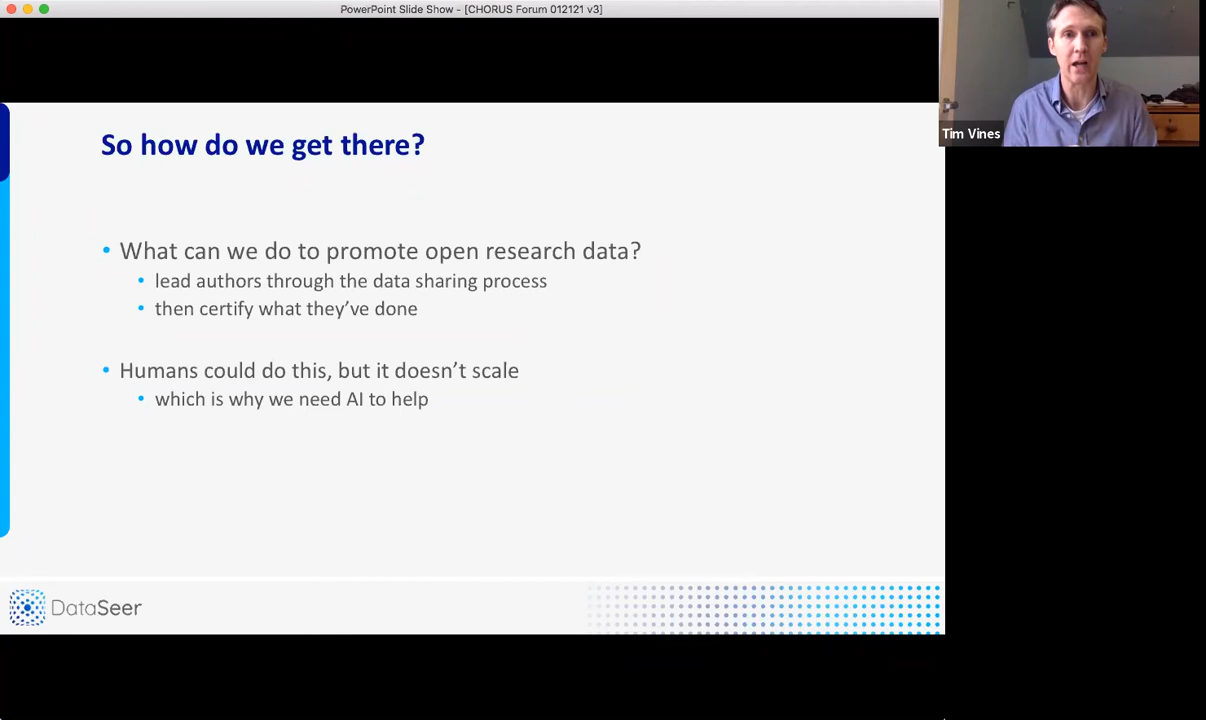 PowerPoint Slide Show - [CHORUS Forum 012121 v3]
Tim Vines
So how do we get there?
• What can we do to promote open research data?
• lead authors through the data sharing process
• then certify what they’ve done
• Humans could do this, but it doesn’t scale
• which is why we need AI to help
DataSeer